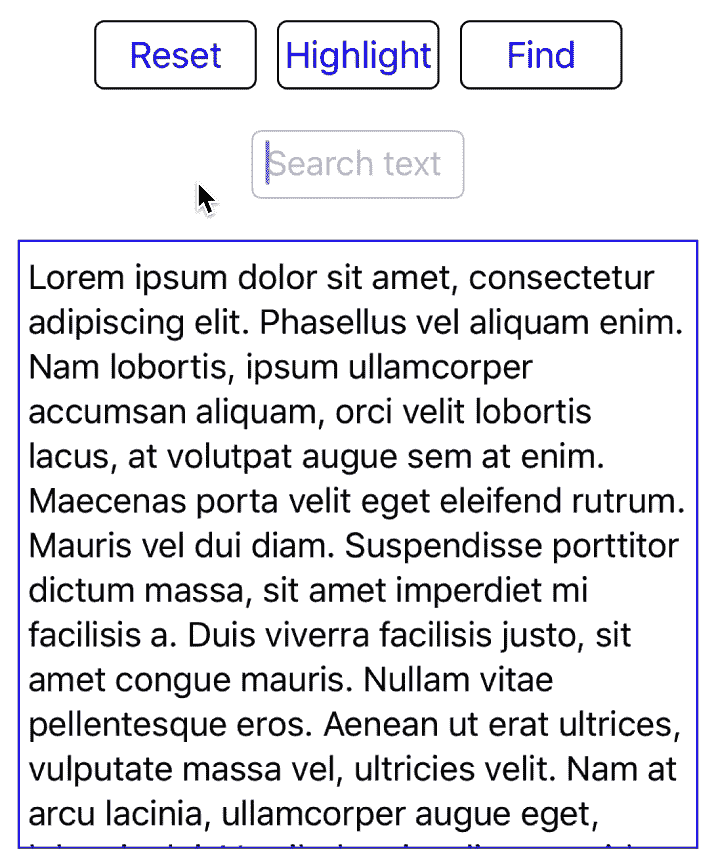 Reset Highlight Find
Search text
Lorem ipsum dolor sit amet, consectetur
adipiscing elit. Phasellus vel aliquam enim.
Nam lobortis, ipsum ullamcorper
accumsan aliquam, orci velit lobortis
lacus, at volutpat augue sem at enim.
Maecenas porta velit eget eleifend rutrum.
Mauris vel dui diam. Suspendisse porttitor
dictum massa, sit amet imperdiet mi
facilisis a. Duis viverra facilisis justo, sit
amet congue mauris. Nullam vitae
pellentesque eros. Aenean ut erat ultrices,
vulputate massa vel, ultricies velit. Nam at
arcu lacinia, ullamcorper augue eget,